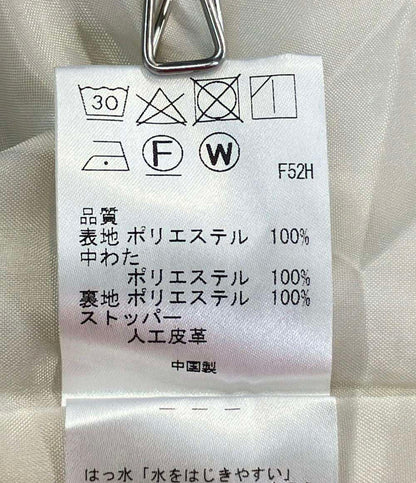 30
F W F52H
品質
表地 ポリエステル 100%
中わた
ポリエステル 100%
裏地 ポリエステル 100%
ストッパー
人工皮革
中国製
はっ水「水をはじきやすい」